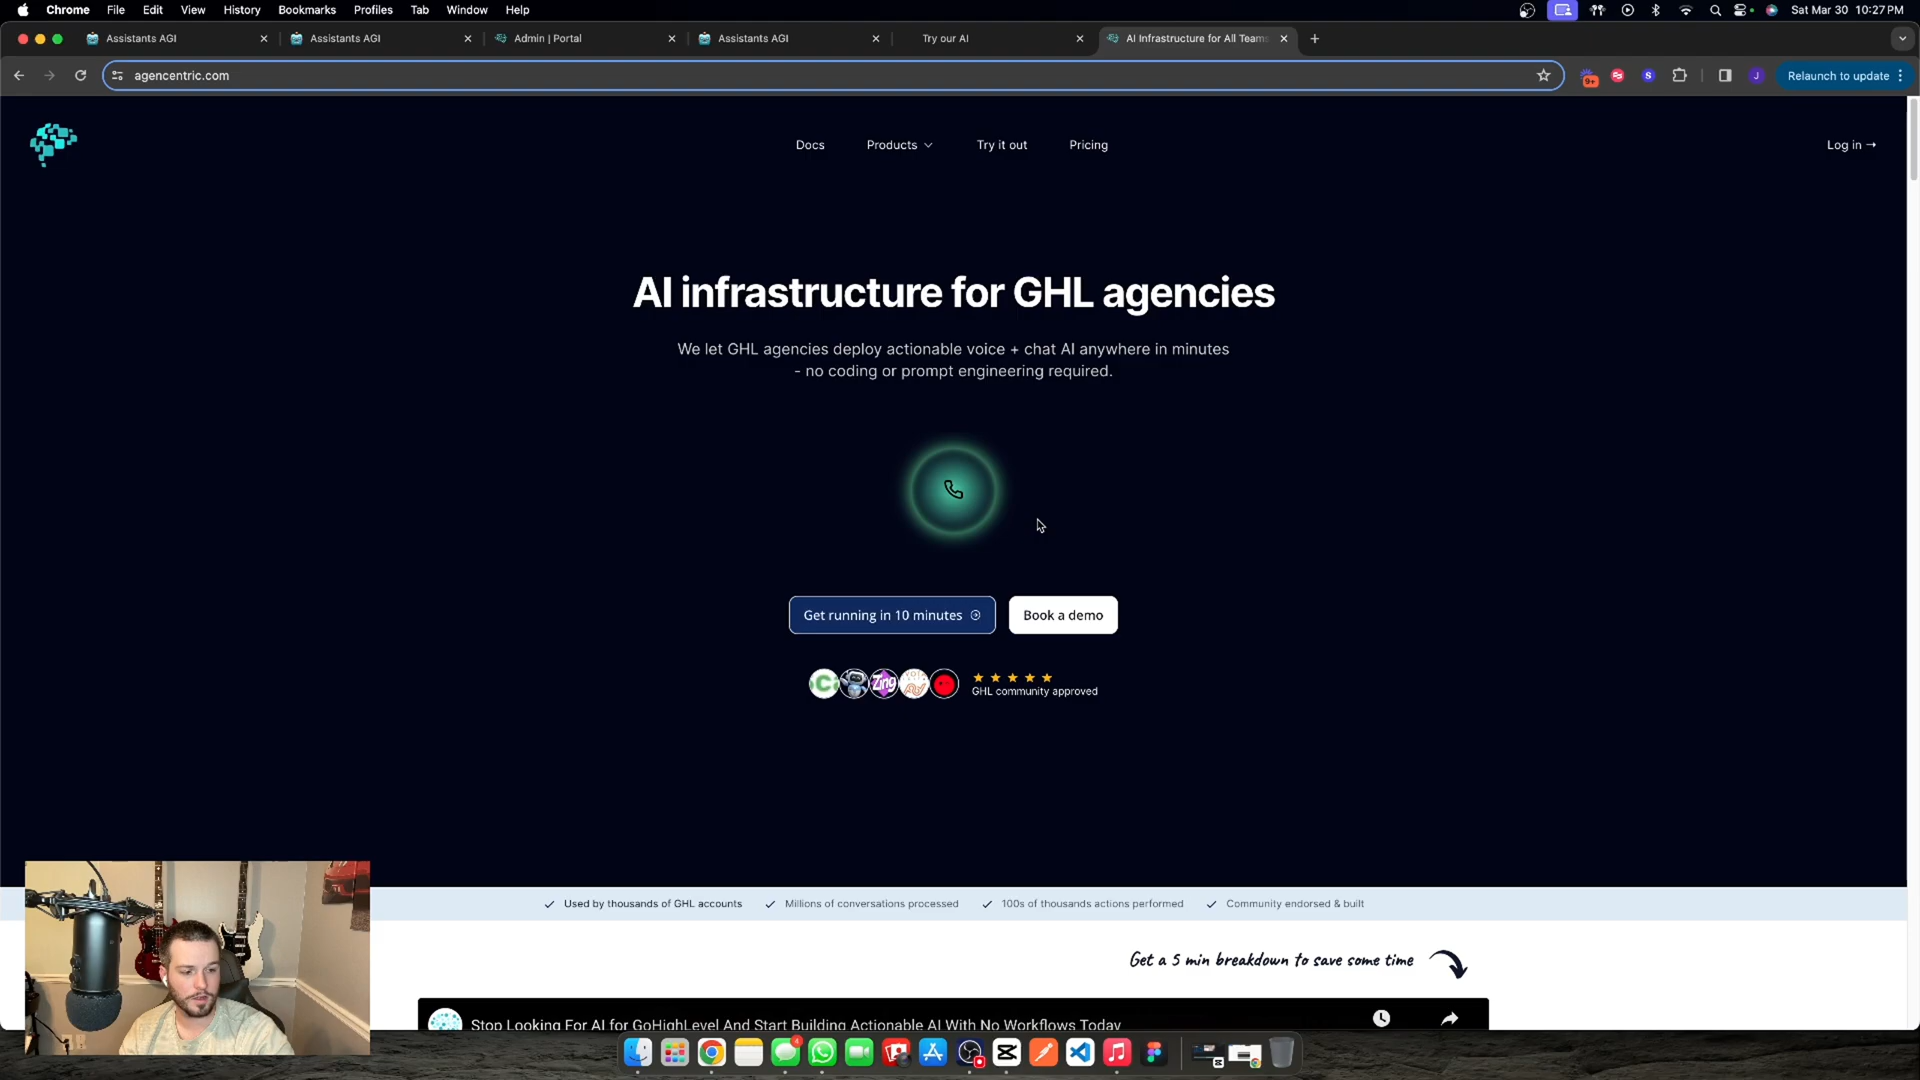 Chrome File Edit View History Bookmarks Profiles Tab Window Help Sat Mar 30 10:27 PM
Assistants AGI Assistants AGI Admin | Portal Assistants AGI Try our AI AI Infrastructure for All Teams
agencentric.com 9+ S J Relaunch to update
Docs Products Try it out Pricing Log in →
AI infrastructure for GHL agencies
We let GHL agencies deploy actionable voice + chat AI anywhere in minutes
- no coding or prompt engineering required.
Get running in 10 minutes Book a demo
Zing
GHL community approved
Used by thousands of GHL accounts Millions of conversations processed 100s of thousands actions performed Community endorsed & built
Get a 5 min breakdown to save some time
Stop Looking For AI for GoHighLevel And Start Building Actionable AI With No Workflows Today